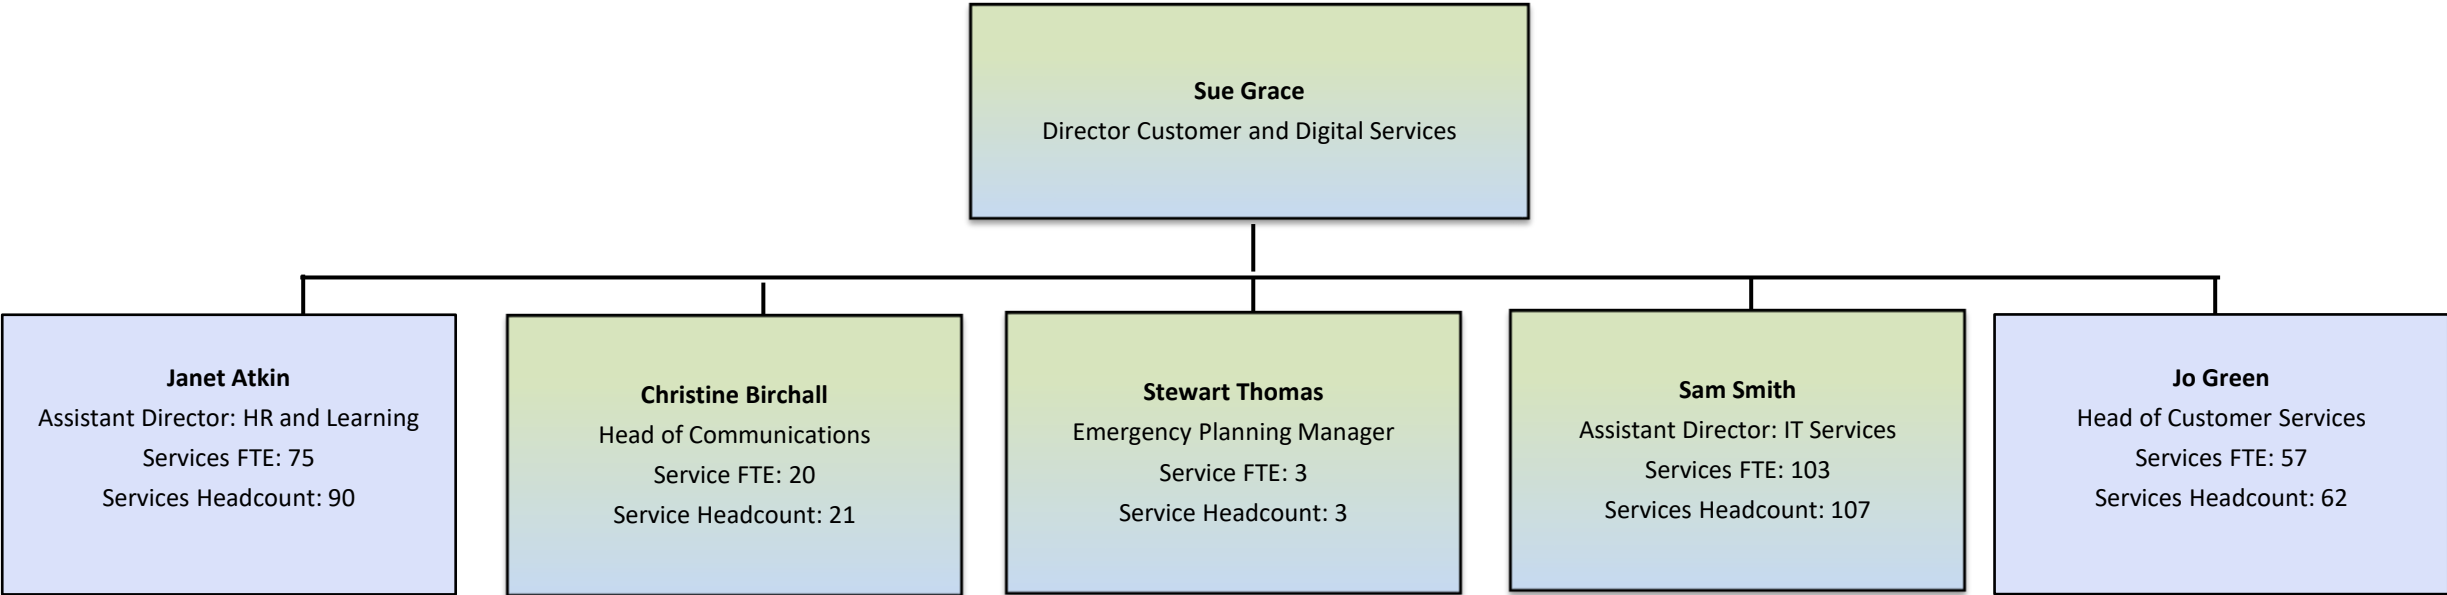 Sue Grace
Director Customer and Digital Services
Janet Atkin
Assistant Director: HR and Learning
Services FTE: 75
Services Headcount: 90
Christine Birchall
Head of Communications
Service FTE: 20
Service Headcount: 21
Stewart Thomas
Emergency Planning Manager
Service FTE: 3
Service Headcount: 3
Sam Smith
Assistant Director: IT Services
Services FTE: 103
Services Headcount: 107
Jo Green
Head of Customer Services
Services FTE: 57
Services Headcount: 62